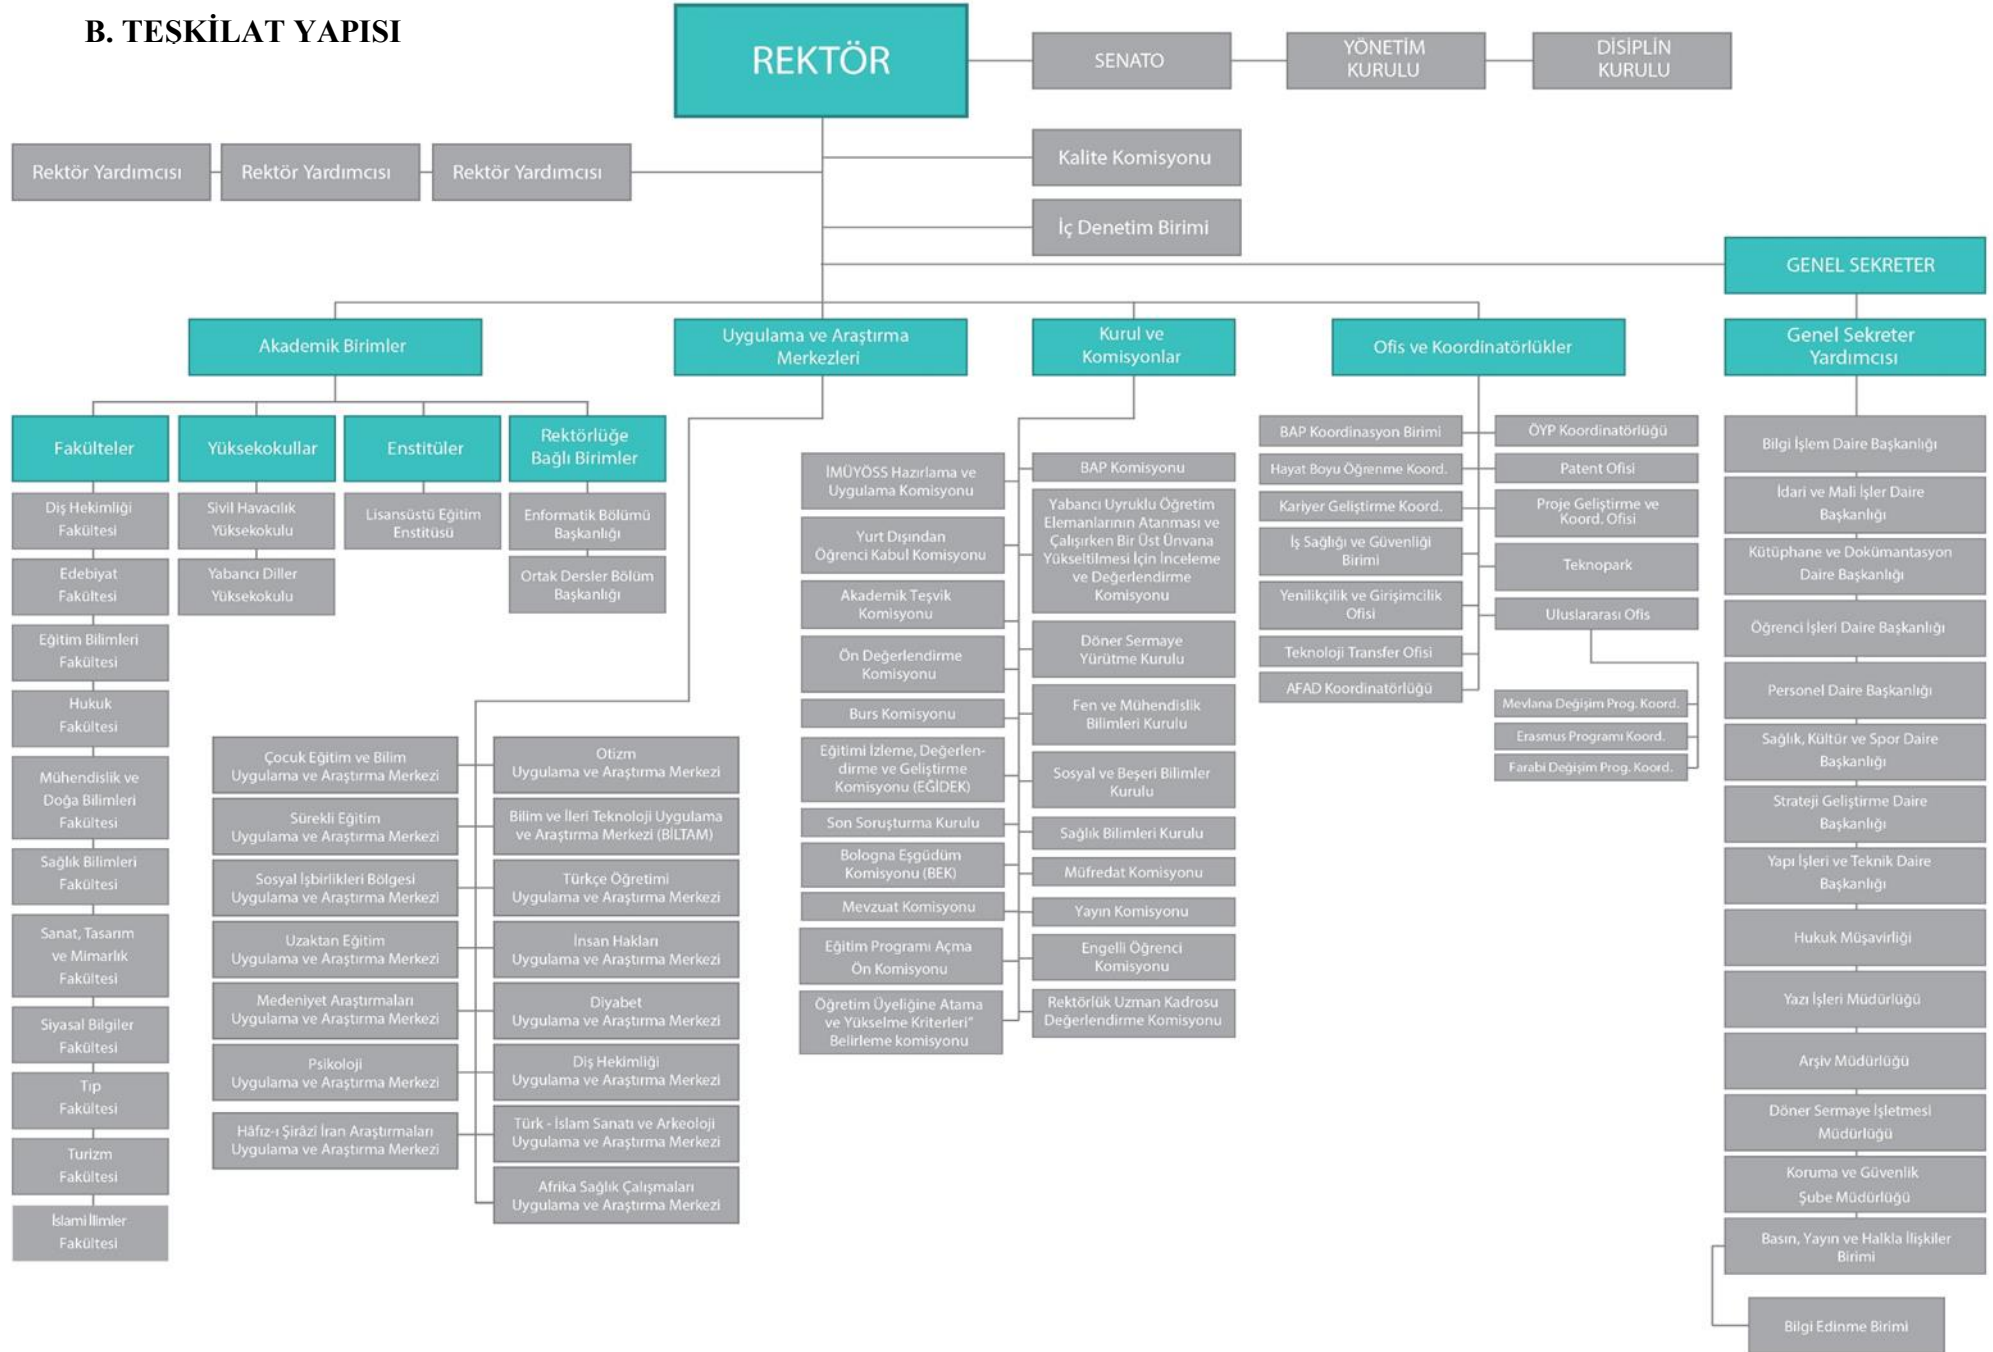 B. TEŞKİLAT YAPISI
REKTÖR
SENATO
YÖNETİM
KURULU
DİSİPLİN
KURULU
Rektör Yardımcısı
Rektör Yardımcısı
Rektör Yardımcısı
Kalite Komisyonu
İç Denetim Birimi
GENEL SEKRETER
Akademik Birimler
Uygulama ve Araştırma
Merkezleri
Kurul ve
Komisyonlar
Ofis ve Koordinatörlükler
Genel Sekreter
Yardımcısı
Fakülteler
Yüksekokullar
Enstitüler
Rektörlüğe
Bağlı Birimler
Diş Hekimliği
Fakültesi
Edebiyat
Fakültesi
Eğitim Bilimleri
Fakültesi
Hukuk
Fakültesi
Mühendislik ve
Doğa Bilimleri
Fakültesi
Sağlık Bilimleri
Fakültesi
Sanat, Tasarım
ve Mimarlık
Fakültesi
Siyasal Bilgiler
Fakültesi
Tıp
Fakültesi
Turizm
Fakültesi
İslami İlimler
Fakültesi
Sivil Havacılık
Yüksekokulu
Yabancı Diller
Yüksekokulu
Lisansüstü Eğitim
Enstitüsü
Enformatik Bölümü
Başkanlığı
Ortak Dersler Bölüm
Başkanlığı
Çocuk Eğitim ve Bilim
Uygulama ve Araştırma Merkezi
Sürekli Eğitim
Uygulama ve Araştırma Merkezi
Sosyal İşbirlikleri Bölgesi
Uygulama ve Araştırma Merkezi
Uzaktan Eğitim
Uygulama ve Araştırma Merkezi
Medeniyet Araştırmaları
Uygulama ve Araştırma Merkezi
Psikoloji
Uygulama ve Araştırma Merkezi
Hâfız-ı Şirâzî İran Araştırmaları
Uygulama ve Araştırma Merkezi
Otizm
Uygulama ve Araştırma Merkezi
Bilim ve İleri Teknoloji Uygulama
ve Araştırma Merkezi (BİLTAM)
Türkçe Öğretimi
Uygulama ve Araştırma Merkezi
İnsan Hakları
Uygulama ve Araştırma Merkezi
Diyabet
Uygulama ve Araştırma Merkezi
Diş Hekimliği
Uygulama ve Araştırma Merkezi
Türk - İslam Sanatı ve Arkeoloji
Uygulama ve Araştırma Merkezi
Afrika Sağlık Çalışmaları
Uygulama ve Araştırma Merkezi
İMÜYÖSS Hazırlama ve
Uygulama Komisyonu
Yurt Dışından
Öğrenci Kabul Komisyonu
Akademik Teşvik
Komisyonu
Ön Değerlendirme
Komisyonu
Burs Komisyonu
Eğitimi İzleme, Değerlen-
dirme ve Geliştirme
Komisyonu (EĞİDEK)
Son Soruşturma Kurulu
Bologna Eşgüdüm
Komisyonu (BEK)
Mevzuat Komisyonu
Eğitim Programı Açma
Ön Komisyonu
Öğretim Üyeliğine Atama
ve Yükselme Kriterleri"
Belirleme komisyonu
BAP Komisyonu
Yabancı Uyruklu Öğretim
Elemanlarının Atanması ve
Çalışırken Bir Üst Ünvana
Yükseltilmesi İçin İnceleme
ve Değerlendirme
Komisyonu
Döner Sermaye
Yürütme Kurulu
Fen ve Mühendislik
Bilimleri Kurulu
Sosyal ve Beşeri Bilimler
Kurulu
Sağlık Bilimleri Kurulu
Müfredat Komisyonu
Yayın Komisyonu
Engelli Öğrenci
Komisyonu
Rektörlük Uzman Kadrosu
Değerlendirme Komisyonu
BAP Koordinasyon Birimi
Hayat Boyu Öğrenme Koord.
Kariyer Geliştirme Koord.
İş Sağlığı ve Güvenliği
Birimi
Yenilikçilik ve Girişimcilik
Ofisi
Teknoloji Transfer Ofisi
AFAD Koordinatörlüğü
ÖYP Koordinatörlüğü
Patent Ofisi
Proje Geliştirme ve
Koord. Ofisi
Teknopark
Uluslararası Ofis
Mevlana Değişim Prog. Koord.
Erasmus Programı Koord.
Farabi Değişim Prog. Koord.
Bilgi İşlem Daire Başkanlığı
İdari ve Mali İşler Daire
Başkanlığı
Kütüphane ve Dokümantasyon
Daire Başkanlığı
Öğrenci İşleri Daire Başkanlığı
Personel Daire Başkanlığı
Sağlık, Kültür ve Spor Daire
Başkanlığı
Strateji Geliştirme Daire
Başkanlığı
Yapı İşleri ve Teknik Daire
Başkanlığı
Hukuk Müşavirliği
Yazı İşleri Müdürlüğü
Arşiv Müdürlüğü
Döner Sermaye İşletmesi
Müdürlüğü
Koruma ve Güvenlik
Şube Müdürlüğü
Basın, Yayın ve Halkla İlişkiler
Birimi
Bilgi Edinme Birimi